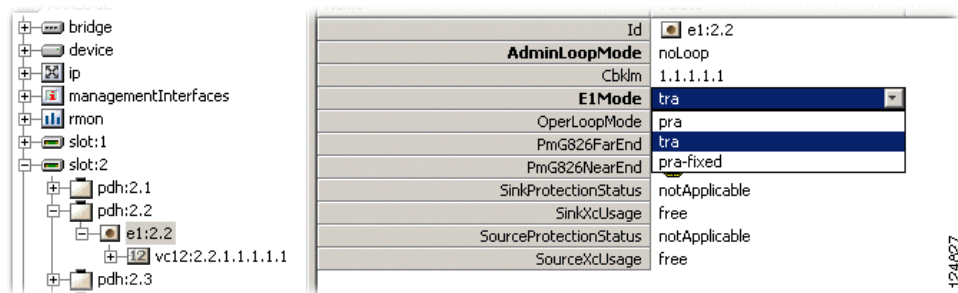 bridge
device
ip
managementInterfaces
rmon
slot:1
slot:2
pdh:2.1
pdh:2.2
e1:2.2
12 vc12:2.2.1.1.1.1.1
pdh:2.3
Id e1:2.2
AdminLoopMode noLoop
CbkIm 1.1.1.1.1
E1Mode tra
OperLoopMode pra
PmG826FarEnd tra
PmG826NearEnd pra-fixed
SinkProtectionStatus notApplicable
SinkXcUsage free
SourceProtectionStatus notApplicable
SourceXcUsage free
124827